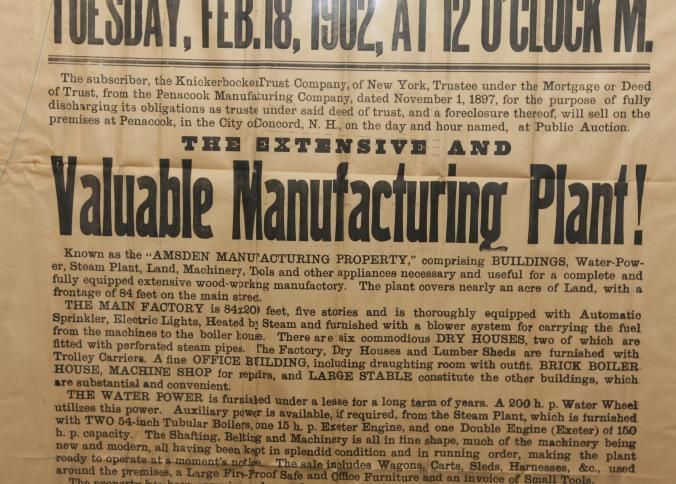 TUESDAY, FEB. 18, 1902, AT 12 O'CLOCK M.
The subscriber, the Knickerbocker Trust Company, of New York, Trustee under the Mortgage or Deed
of Trust, from the Penacook Manufaturing Company, dated November 1, 1897, for the purpose of fully
discharging its obligations as truste under said deed of trust, and a foreclosure thereof, will sell on the
premises at Penacook, in the City of Concord, N. H., on the day and hour named, at Public Auction.
THE EXTENSIVE AND
Valuable Manufacturing Plant!
Known as the "AMSDEN MANUFACTURING PROPERTY," comprising BUILDINGS, Water-Pow-
er, Steam Plant, Land, Machinery, Tools and other appliances necessary and useful for a complete and
fully equipped extensive wood-working manufactory. The plant covers nearly an acre of Land, with a
frontage of 84 feet on the main street.
THE MAIN FACTORY is 84x200 feet, five stories and is thoroughly equipped with Automatic
Sprinkler, Electric Lights, Heated by Steam and furnished with a blower system for carrying the fuel
from the machines to the boiler house. There are six commodious DRY HOUSES, two of which are
fitted with perforated steam pipes. The Factory, Dry Houses and Lumber Sheds are furnished with
Trolley Carriers. A fine OFFICE BUILDING, including draughting room with outfit. BRICK BOILER
HOUSE, MACHINE SHOP for repairs, and LARGE STABLE constitute the other buildings, which
are substantial and convenient.
THE WATER POWER is furnished under a lease for a long term of years. A 200 h. p. Water Wheel
utilizes this power. Auxiliary power is available, if required, from the Steam Plant, which is furnished
with TWO 54-inch Tubular Boilers, one 15 h. p. Exeter Engine, and one Double Engine (Exeter) of 150
h. p. capacity. The Shafting, Belting and Machinery is all in fine shape, much of the machinery being
new and modern, all having been kept in splendid condition and in running order, making the plant
ready to operate at a moment's notice. The sale includes Wagons, Carts, Sleds, Harnesses, &c., used
around the premises, a Large Fire-Proof Safe and Office Furniture and an invoice of Small Tools.
The property has been